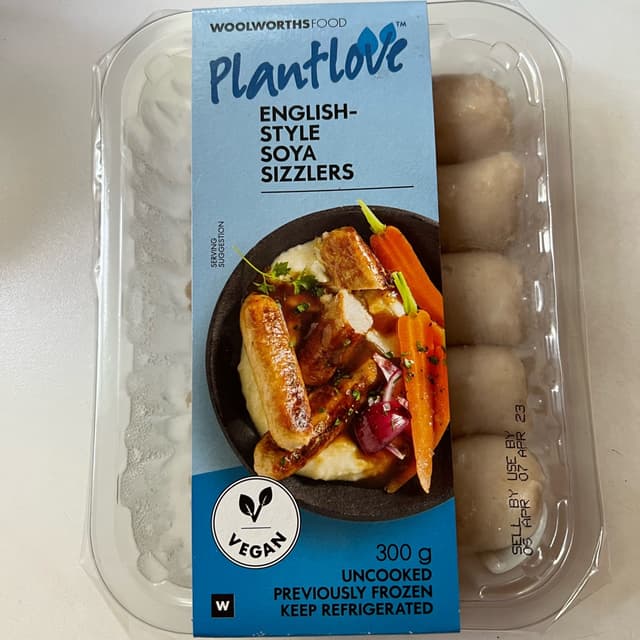 WOOLWORTHSFOOD
Plantlove™
ENGLISH-
STYLE
SOYA
SIZZLERS
SERVING
SUGGESTION
VEGAN
300 g
UNCOOKED
PREVIOUSLY FROZEN
KEEP REFRIGERATED
W
SELL BY USE BY
05 APR 07 APR 23